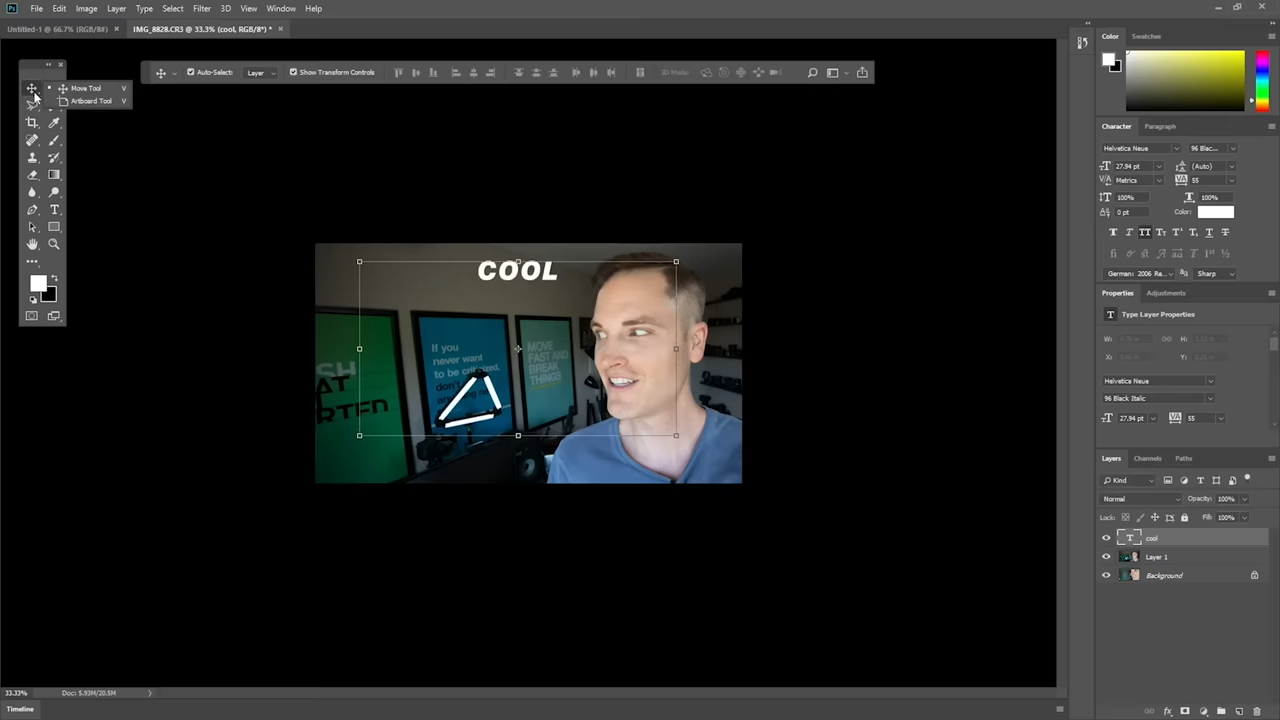 Ps File Edit Image Layer Type Select Filter 3D View Window Help
Untitled-1 @ 66.7% (RGB/8#) × IMG_8828.CR3 @ 33.3% (cool, RGB/8*) * ×
Auto-Select: Layer Show Transform Controls 3D Mode:
Move Tool V
Artboard Tool V
COOL
If you
never want
to be criticized,
don't
MOVE
FAST AND
BREAK
THINGS
Color Swatches
Character Paragraph
Helvetica Neue 96 Blac...
27.94 pt (Auto)
Metrics 55
100% 100%
0 pt Color:
German: 2006 Re... Sharp
Properties Adjustments
Type Layer Properties
Helvetica Neue
96 Black Italic
27.94 pt 55
Layers Channels Paths
Kind
Normal Opacity: 100%
Lock: Fill: 100%
cool
Layer 1
Background
33.33% Doc: 5.93M/20.5M
Timeline